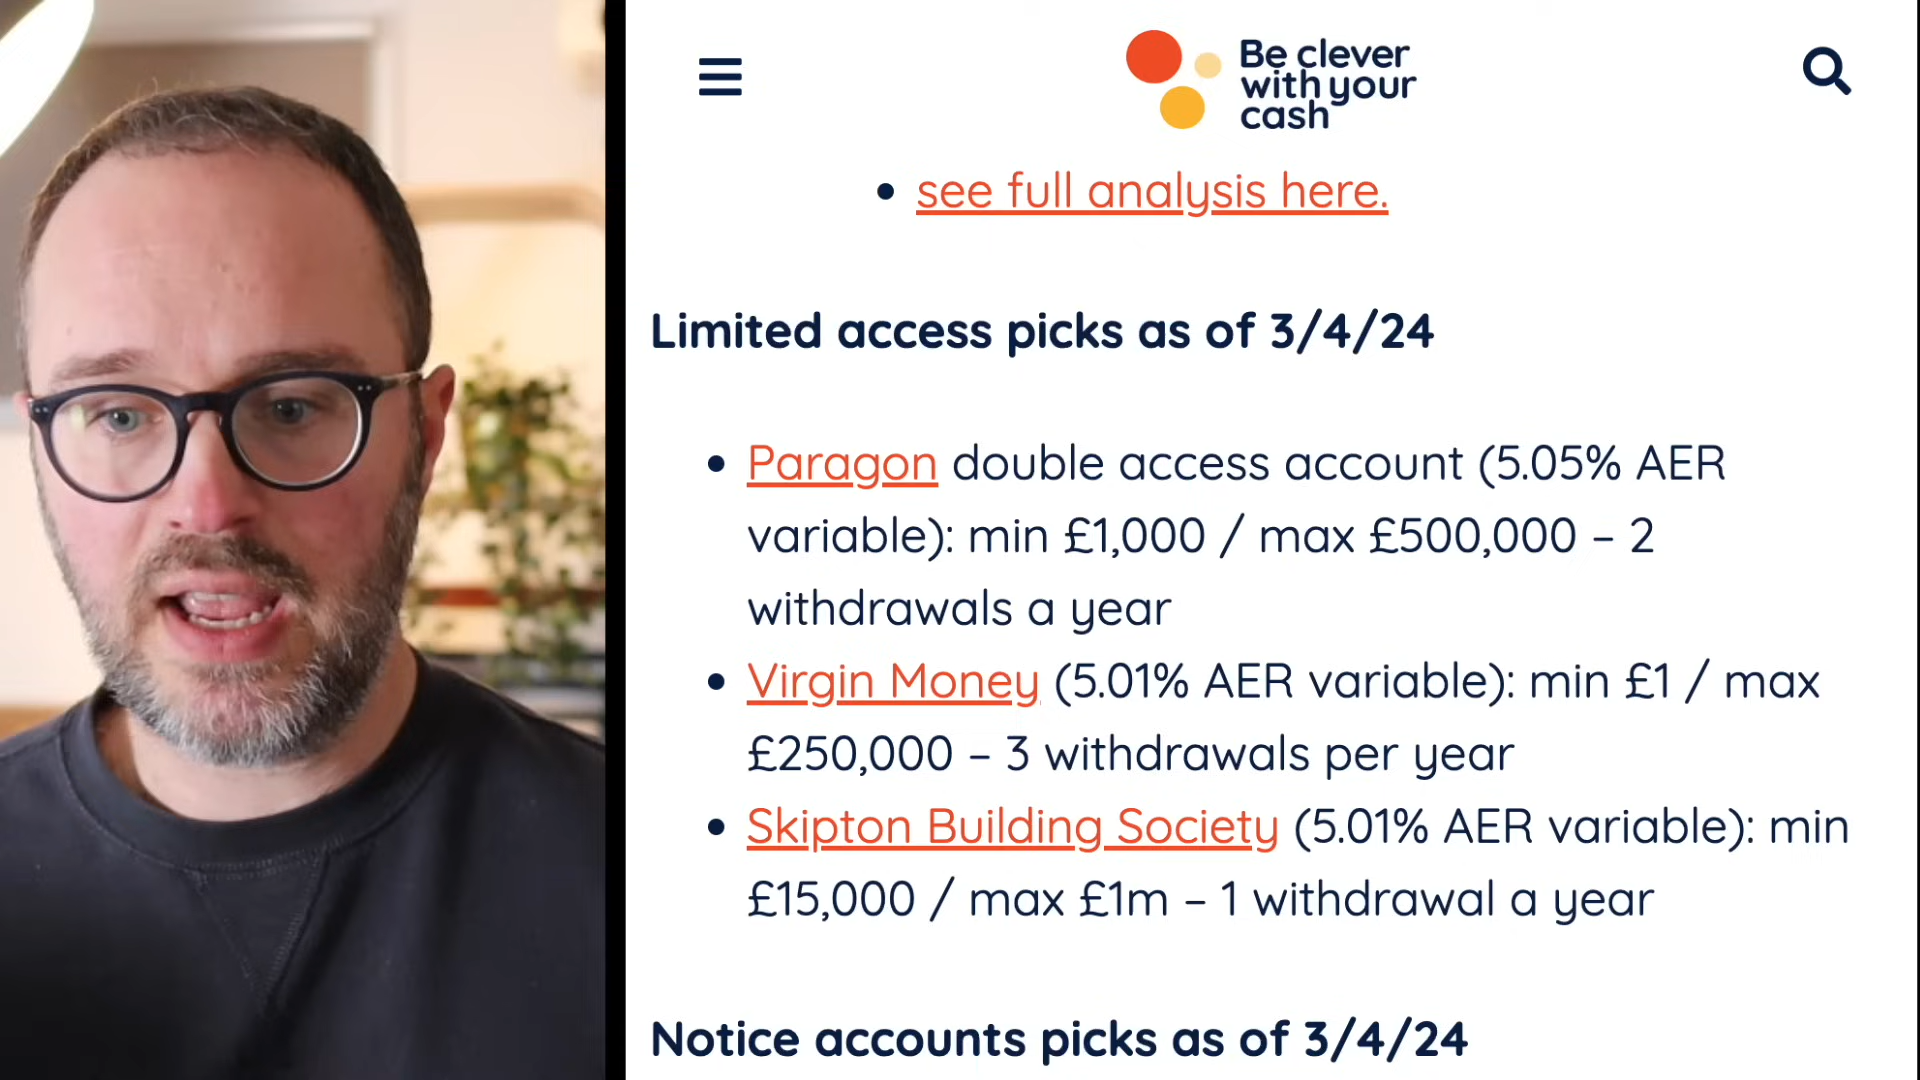 Be clever
with your
cash
see full analysis here.
Limited access picks as of 3/4/24
Paragon double access account (5.05% AER
variable): min £1,000 / max £500,000 – 2
withdrawals a year
Virgin Money (5.01% AER variable): min £1 / max
£250,000 – 3 withdrawals per year
Skipton Building Society (5.01% AER variable): min
£15,000 / max £1m – 1 withdrawal a year
Notice accounts picks as of 3/4/24